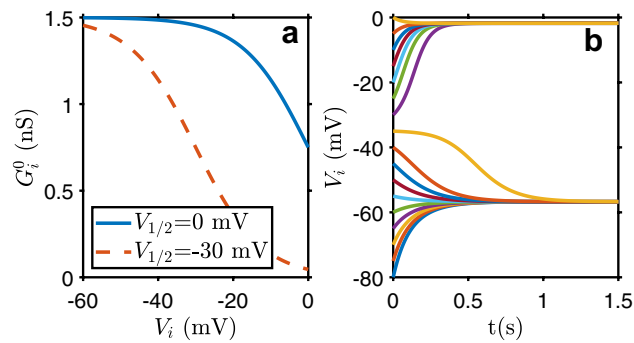 a
1.5
1
0.5
0
G_i^0 (nS)
V_{1/2}=0 mV
V_{1/2}=-30 mV
-60
-40
-20
0
V_i (mV)
b
0
-20
-40
-60
-80
V_i (mV)
0
0.5
1
1.5
t(s)